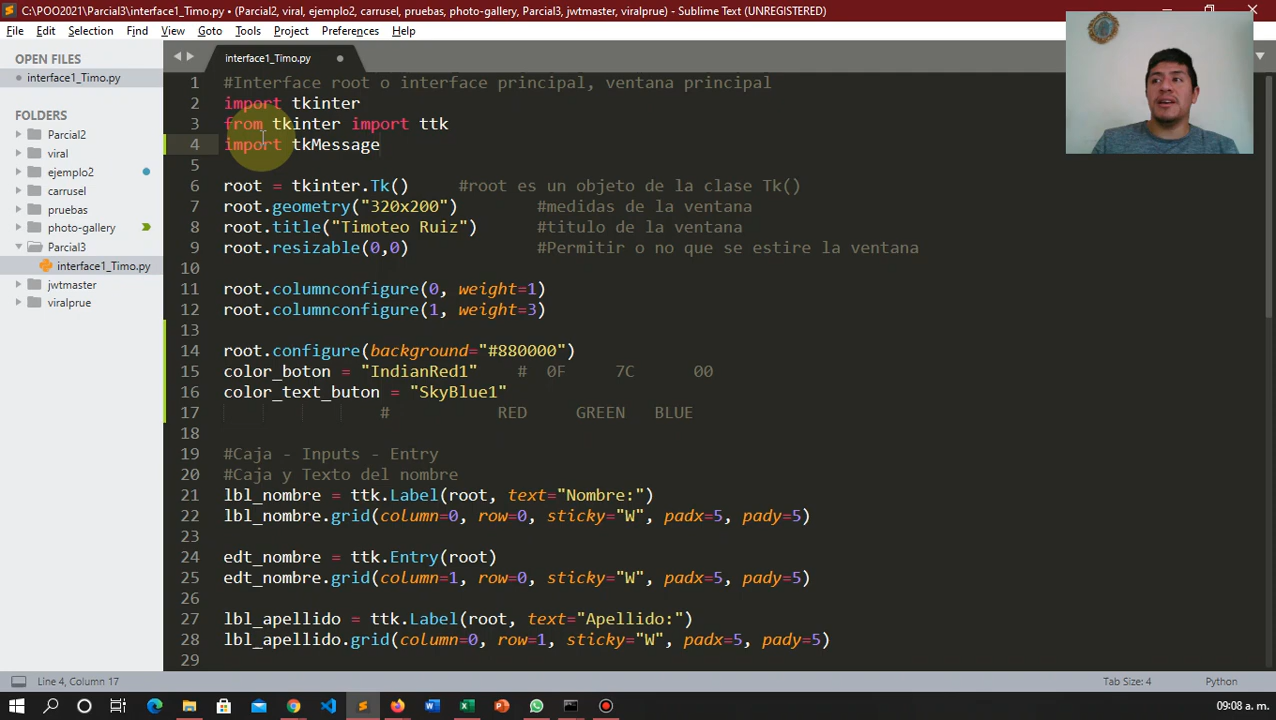 C:\POO2021\Parcial3\interface1_Timo.py • (Parcial2, viral, ejemplo2, carrusel, pruebas, photo-gallery, Parcial3, jwtmaster, viralprue) - Sublime Text (UNREGISTERED)
File Edit Selection Find View Goto Tools Project Preferences Help
OPEN FILES
interface1_Timo.py
FOLDERS
Parcial2
viral
ejemplo2
carrusel
pruebas
photo-gallery
Parcial3
interface1_Timo.py
jwtmaster
viralprue
interface1_Timo.py
1 #Interface root o interface principal, ventana principal
2 import tkinter
3 from tkinter import ttk
4 import tkMessage
5
6 root = tkinter.Tk() #root es un objeto de la clase Tk()
7 root.geometry("320x200") #medidas de la ventana
8 root.title("Timoteo Ruiz") #titulo de la ventana
9 root.resizable(0,0) #Permitir o no que se estire la ventana
10
11 root.columnconfigure(0, weight=1)
12 root.columnconfigure(1, weight=3)
13
14 root.configure(background="#880000")
15 color_boton = "IndianRed1" # 0F 7C 00
16 color_text_buton = "SkyBlue1"
17 # RED GREEN BLUE
18
19 #Caja - Inputs - Entry
20 #Caja y Texto del nombre
21 lbl_nombre = ttk.Label(root, text="Nombre:")
22 lbl_nombre.grid(column=0, row=0, sticky="W", padx=5, pady=5)
23
24 edt_nombre = ttk.Entry(root)
25 edt_nombre.grid(column=1, row=0, sticky="W", padx=5, pady=5)
26
27 lbl_apellido = ttk.Label(root, text="Apellido:")
28 lbl_apellido.grid(column=0, row=1, sticky="W", padx=5, pady=5)
29
Line 4, Column 17 Tab Size: 4 Python
09:08 a. m.